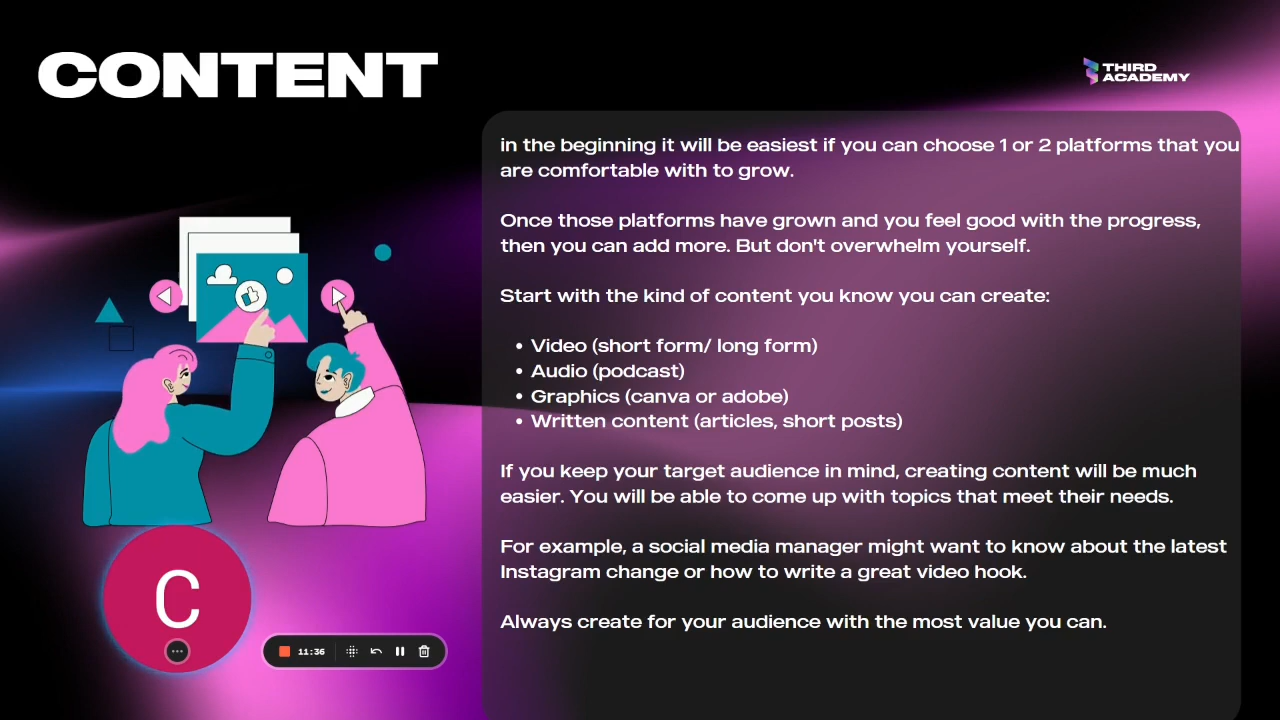 CONTENT
THIRD
ACADEMY
in the beginning it will be easiest if you can choose 1 or 2 platforms that you
are comfortable with to grow.
Once those platforms have grown and you feel good with the progress,
then you can add more. But don't overwhelm yourself.
Start with the kind of content you know you can create:
• Video (short form/ long form)
• Audio (podcast)
• Graphics (canva or adobe)
• Written content (articles, short posts)
If you keep your target audience in mind, creating content will be much
easier. You will be able to come up with topics that meet their needs.
For example, a social media manager might want to know about the latest
Instagram change or how to write a great video hook.
Always create for your audience with the most value you can.
C
11:36